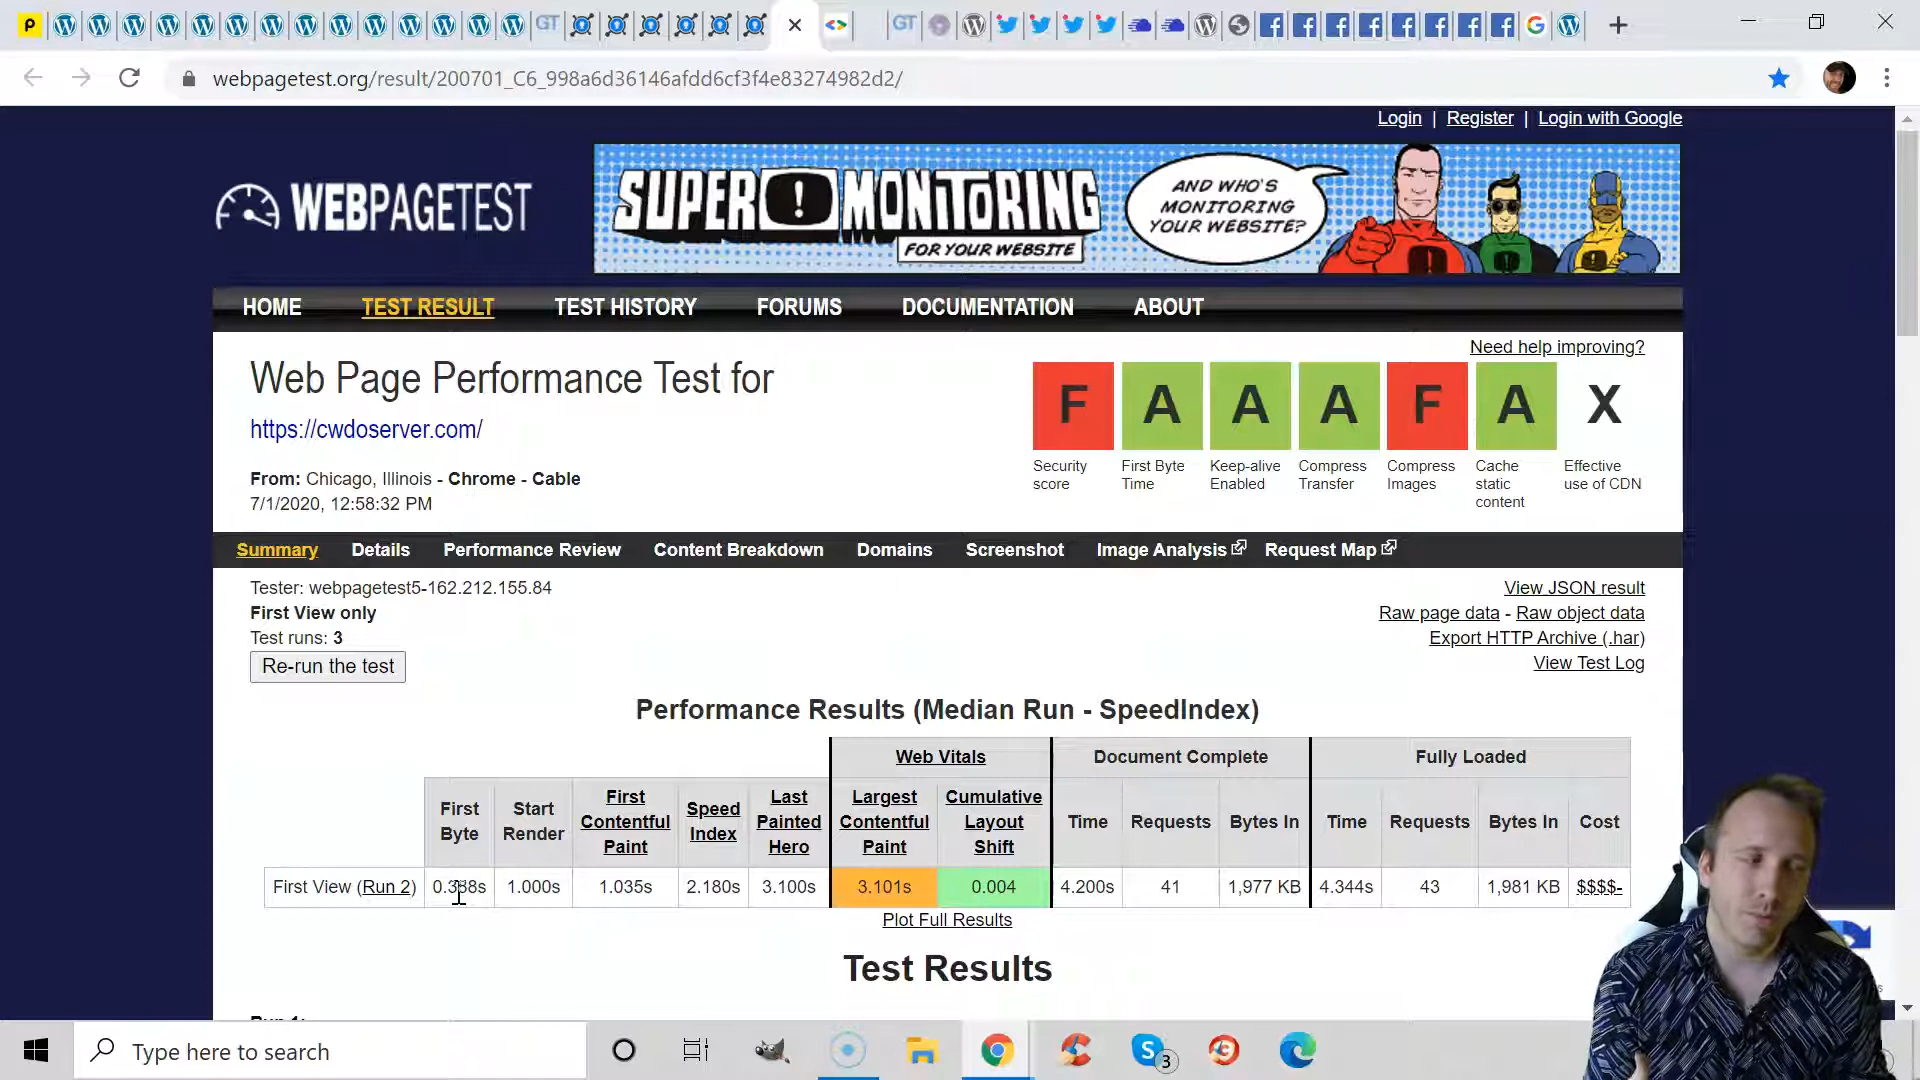 webpagetest.org/result/200701_C6_998a6d36146afdd6cf3f4e83274982d2/
Login | Register | Login with Google
WEBPAGETEST
SUPER MONITORING
FOR YOUR WEBSITE
AND WHO'S
MONITORING
YOUR WEBSITE?
HOME TEST RESULT TEST HISTORY FORUMS DOCUMENTATION ABOUT
Need help improving?
Web Page Performance Test for
https://cwdoserver.com/
From: Chicago, Illinois - Chrome - Cable
7/1/2020, 12:58:32 PM
F A A A F A X
Security score
First Byte Time
Keep-alive Enabled
Compress Transfer
Compress Images
Cache static content
Effective use of CDN
Summary Details Performance Review Content Breakdown Domains Screenshot Image Analysis Request Map
Tester: webpagetest5-162.212.155.84
First View only
Test runs: 3
Re-run the test
View JSON result
Raw page data - Raw object data
Export HTTP Archive (.har)
View Test Log
Performance Results (Median Run - SpeedIndex)
Web Vitals Document Complete Fully Loaded
First Byte
Start Render
First Contentful Paint
Speed Index
Last Painted Hero
Largest Contentful Paint
Cumulative Layout Shift
Time Requests Bytes In Time Requests Bytes In Cost
First View (Run 2) 1.000s 1.035s 2.180s 3.100s 3.101s 0.004 4.200s 41 1,977 KB 4.344s 43 1,981 KB $$$$-
Plot Full Results
Test Results
Type here to search
3